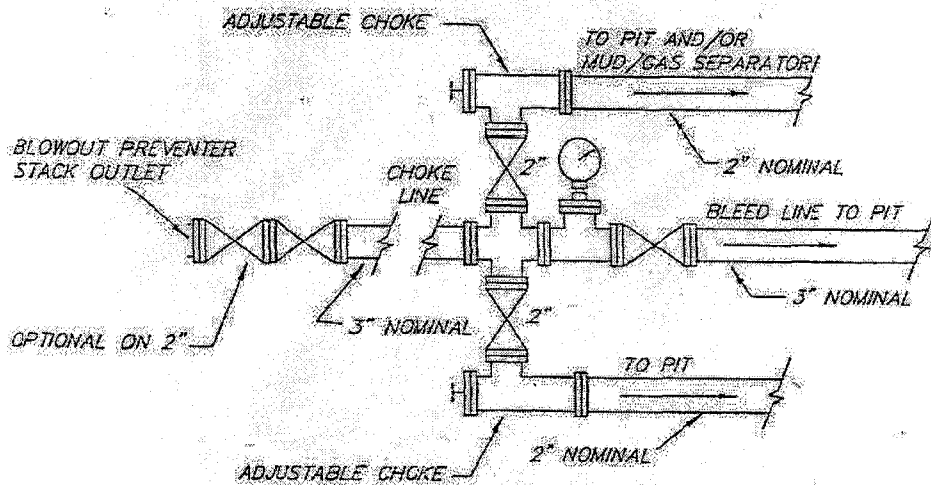 ADJUSTABLE CHOKE
TO PIT AND/OR
MUD/GAS SEPARATOR
2" NOMINAL
BLOWOUT PREVENTER
STACK OUTLET
CHOKE
LINE
2"
BLEED LINE TO PIT
3" NOMINAL
OPTIONAL ON 2"
3" NOMINAL
2"
TO PIT
2" NOMINAL
ADJUSTABLE CHOKE